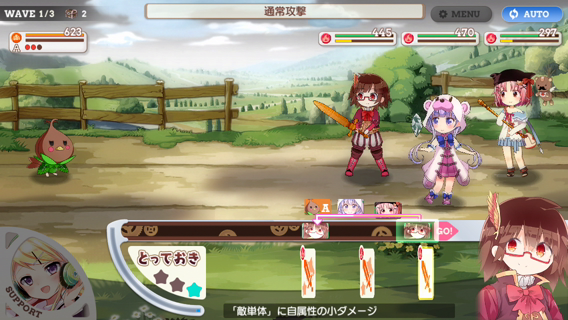 WAVE 1/3 2
通常攻撃
MENU
AUTO
623
A
445
470
297
A
GO!
とっておき
SUPPORT
「敵単体」に自属性の小ダメージ